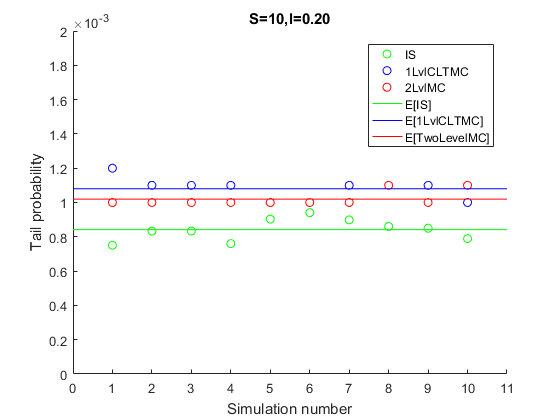 S=10,l=0.20
×10-3
2
1.8
1.6
1.4
1.2
1
0.8
0.6
0.4
0.2
0
Tail probability
IS
1LvlCLTMC
2LvlMC
E[IS]
E[1LvlCLTMC]
E[TwoLevelMC]
0 1 2 3 4 5 6 7 8 9 10 11
Simulation number